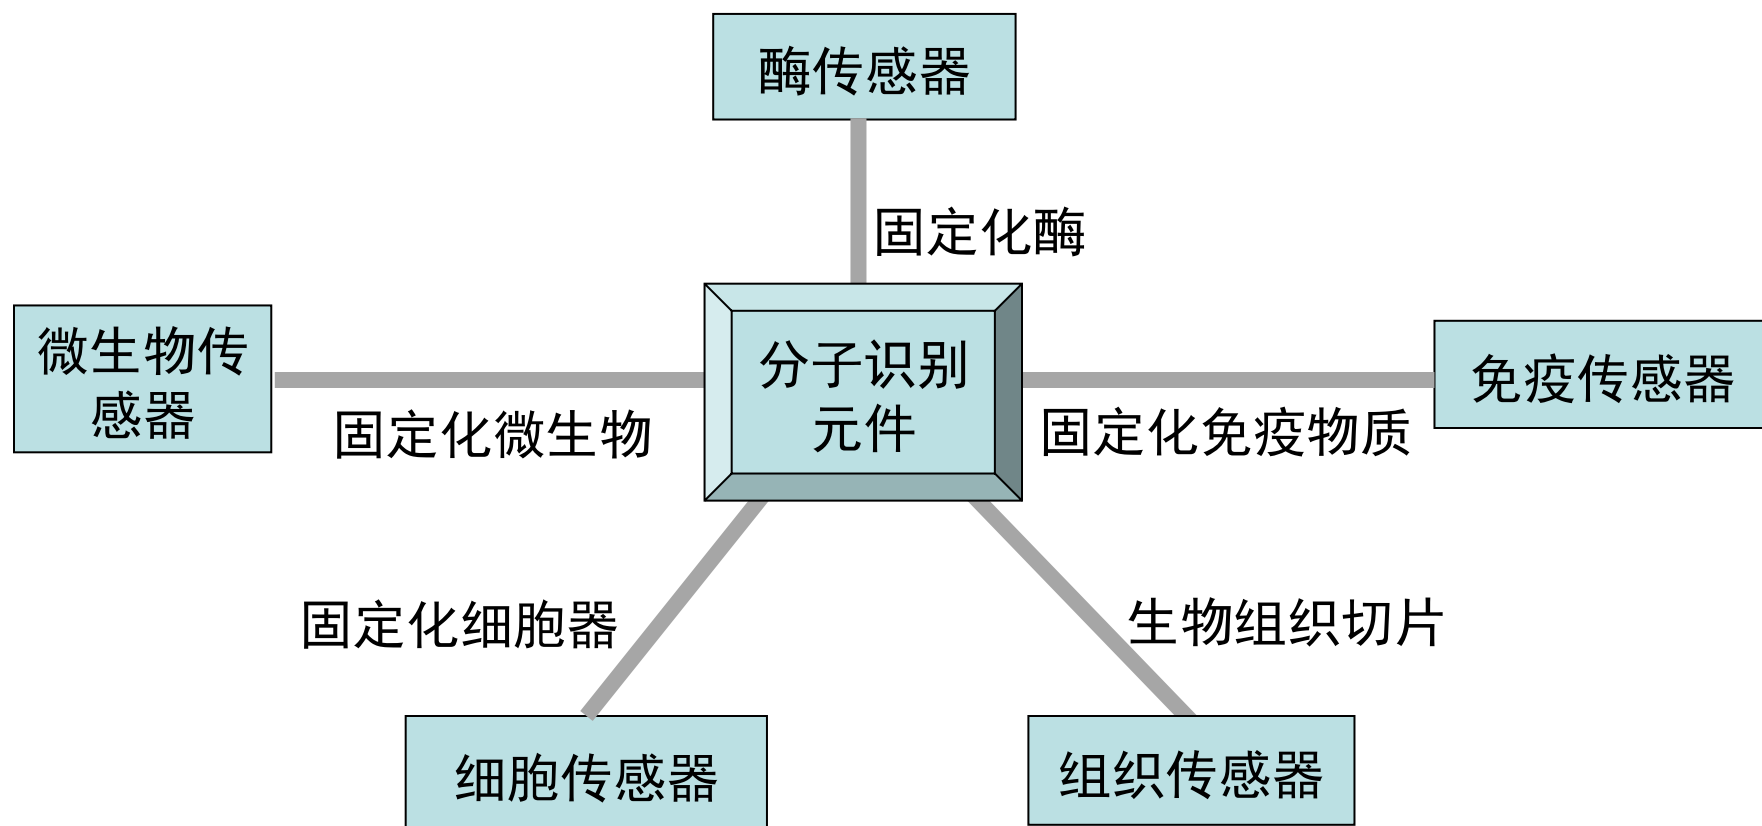 酶传感器
固定化酶
微生物传
感器
分子识别
元件
免疫传感器
固定化微生物
固定化免疫物质
固定化细胞器
生物组织切片
细胞传感器
组织传感器